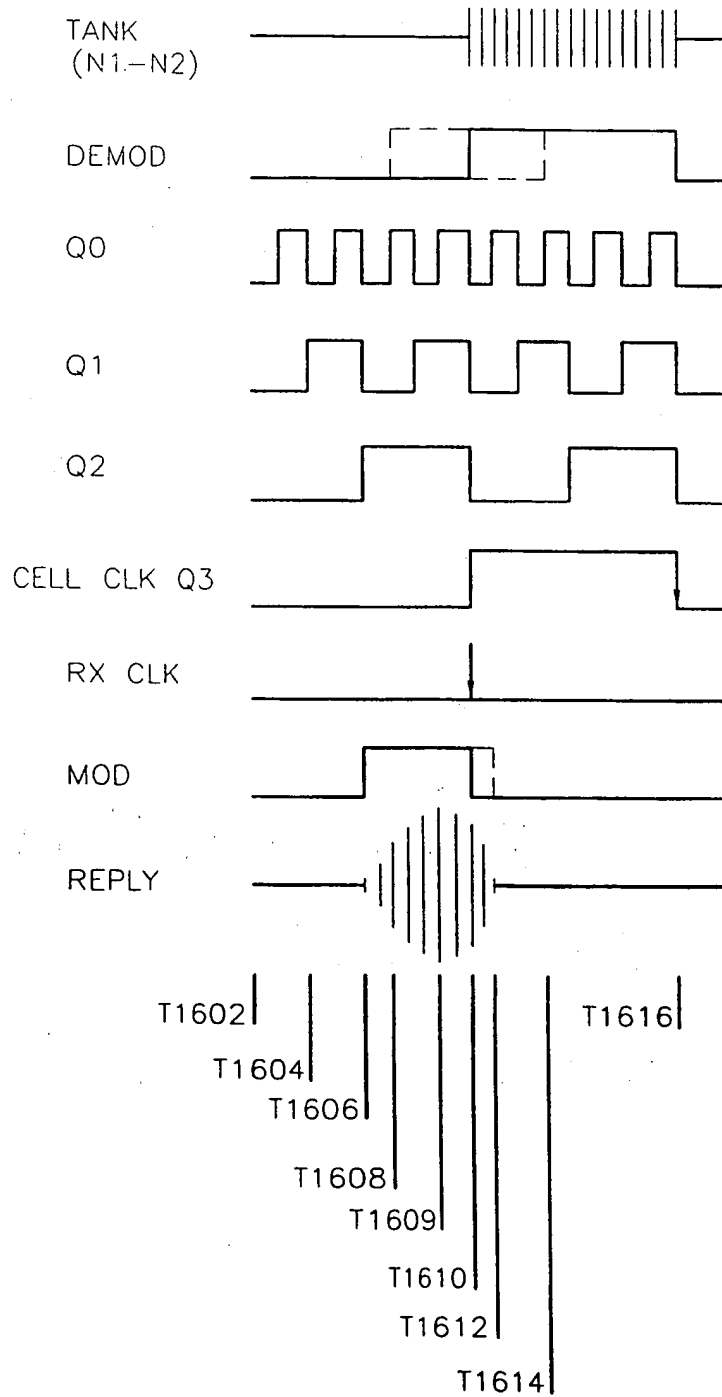 TANK
(N1.-N2)
DEMOD
Q0
Q1
Q2
CELL CLK Q3
RX CLK
MOD
REPLY
T1602
T1616
T1604
T1606
T1608
T1609
T1610
T1612
T1614